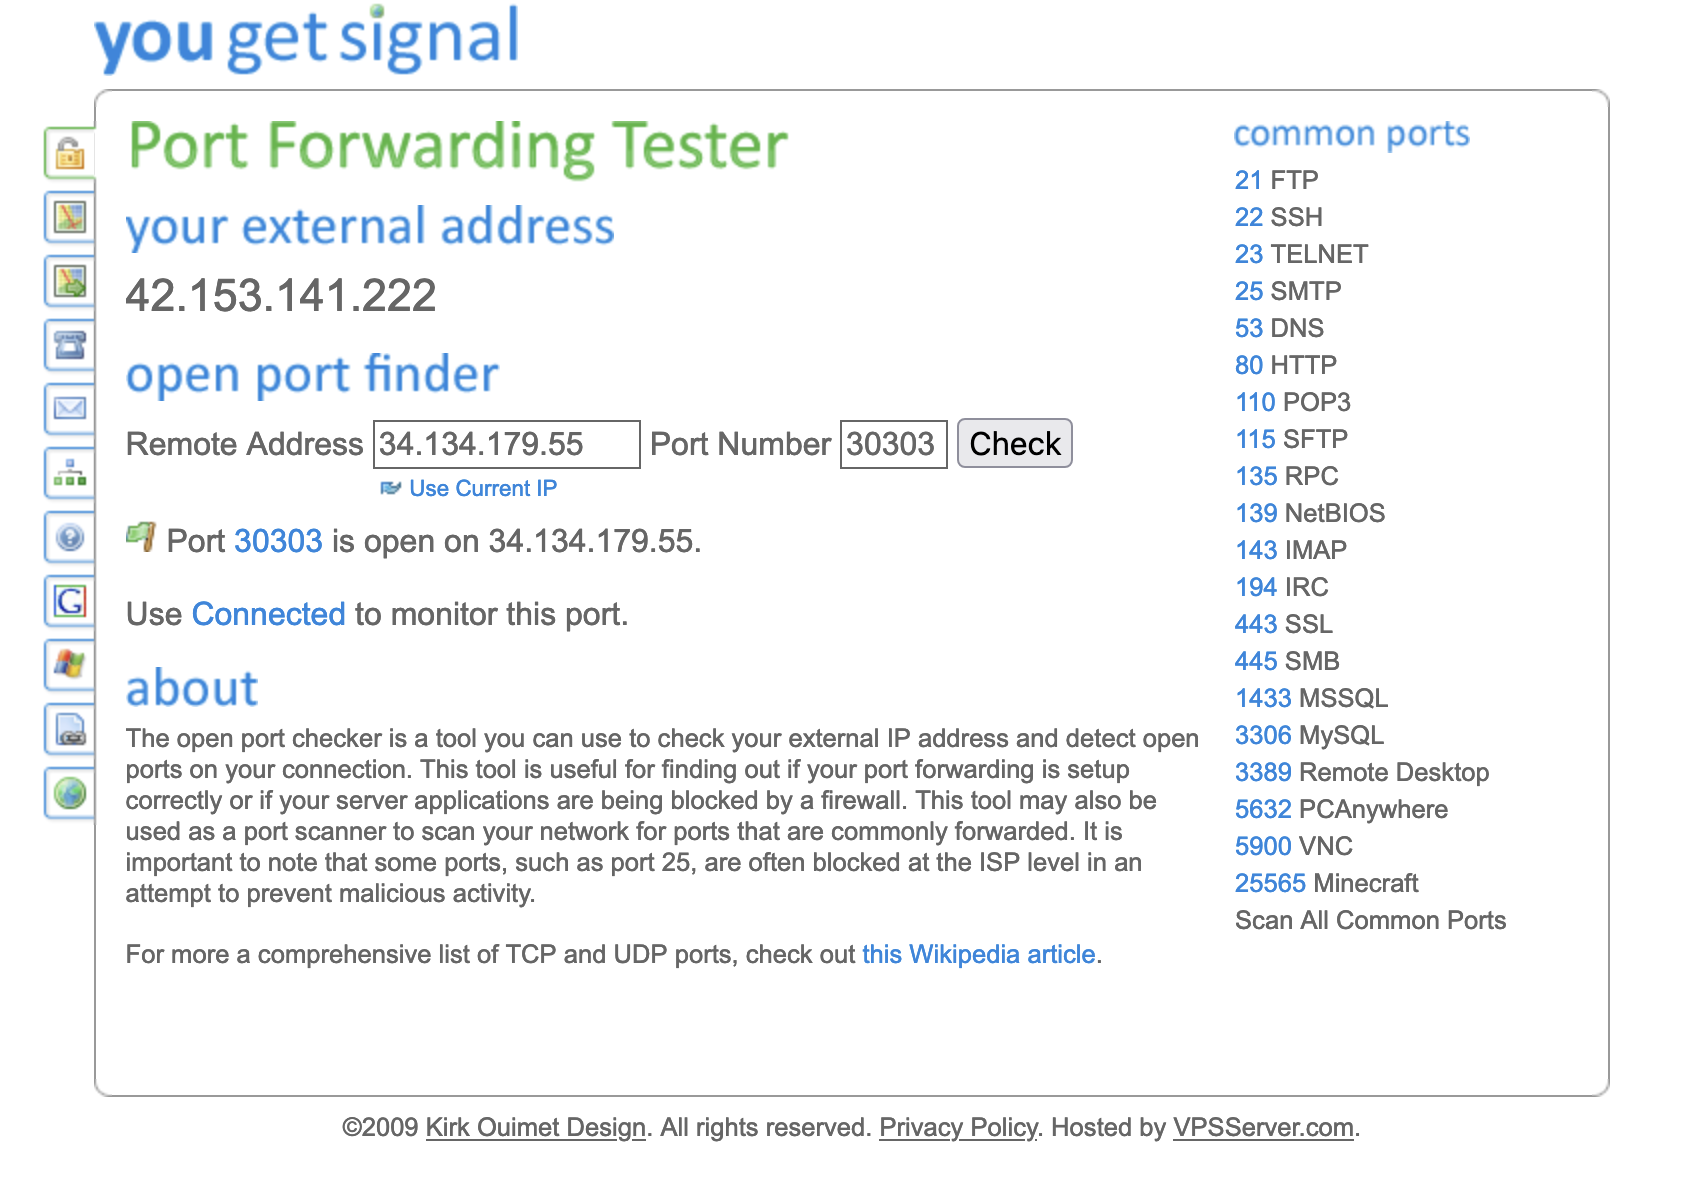 you get signal
Port Forwarding Tester
your external address
42.153.141.222
open port finder
Remote Address 34.134.179.55 Port Number 30303 Check
Use Current IP
Port 30303 is open on 34.134.179.55.
Use Connected to monitor this port.
about
The open port checker is a tool you can use to check your external IP address and detect open
ports on your connection. This tool is useful for finding out if your port forwarding is setup
correctly or if your server applications are being blocked by a firewall. This tool may also be
used as a port scanner to scan your network for ports that are commonly forwarded. It is
important to note that some ports, such as port 25, are often blocked at the ISP level in an
attempt to prevent malicious activity.
For more a comprehensive list of TCP and UDP ports, check out this Wikipedia article.
common ports
21 FTP
22 SSH
23 TELNET
25 SMTP
53 DNS
80 HTTP
110 POP3
115 SFTP
135 RPC
139 NetBIOS
143 IMAP
194 IRC
443 SSL
445 SMB
1433 MSSQL
3306 MySQL
3389 Remote Desktop
5632 PCAnywhere
5900 VNC
25565 Minecraft
Scan All Common Ports
©2009 Kirk Ouimet Design. All rights reserved. Privacy Policy. Hosted by VPSServer.com.